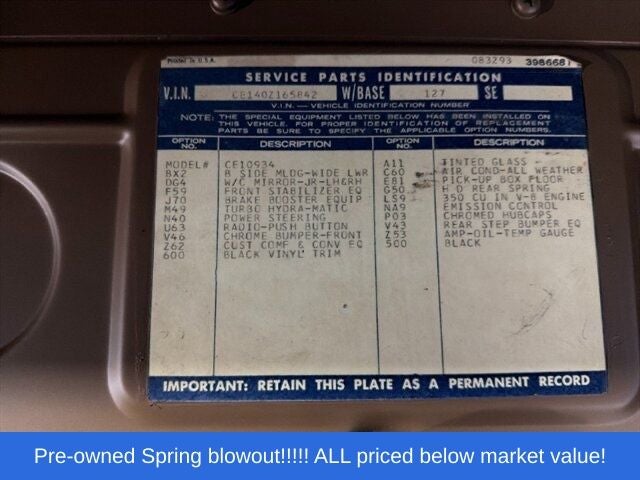 Printed in U.S.A. 083293 3986681
SERVICE PARTS IDENTIFICATION
V.I.N. CE140Z165842 W/BASE 127 SE
V.I.N. — VEHICLE IDENTIFICATION NUMBER
NOTE: THE SPECIAL EQUIPMENT LISTED BELOW HAS BEEN INSTALLED ON
THIS VEHICLE. FOR PROPER IDENTIFICATION OF REPLACEMENT
PARTS BE SURE TO SPECIFY THE APPLICABLE OPTION NUMBERS.
OPTION NO. DESCRIPTION OPTION NO. DESCRIPTION
MODEL# CE10934 A11 TINTED GLASS
BX2 B SIDE MLDG-WIDE LWR C60 AIR COND-ALL WEATHER
DG4 W/C MIRROR-JR-LH&RH E81 PICK-UP BOX FLOOR
F59 FRONT STABILIZER EQ G50 H D REAR SPRING
J70 BRAKE BOOSTER EQUIP LS9 350 CU IN V-8 ENGINE
M49 TURBO HYDRA-MATIC NA9 EMISSION CONTROL
N40 POWER STEERING P03 CHROMED HUBCAPS
U63 RADIO-PUSH BUTTON V43 REAR STEP BUMPER EQ
V46 CHROME BUMPER-FRONT Z53 AMP-OIL-TEMP GAUGE
Z62 CUST COMF & CONV EQ 500 BLACK
600 BLACK VINYL TRIM
IMPORTANT: RETAIN THIS PLATE AS A PERMANENT RECORD
Pre-owned Spring blowout!!!!! ALL priced below market value!